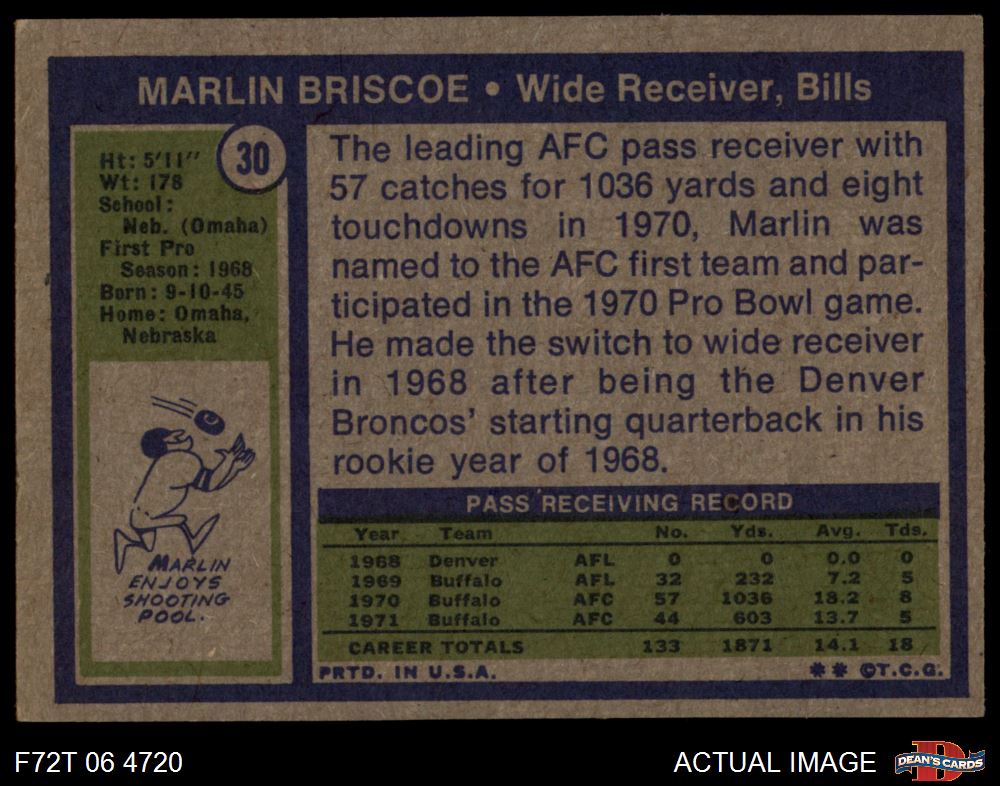 MARLIN BRISCOE • Wide Receiver, Bills
30
Ht: 5'11"
Wt: 178
School:
Neb. (Omaha)
First Pro
Season: 1968
Born: 9-10-45
Home: Omaha,
Nebraska
MARLIN
ENJOYS
SHOOTING
POOL.
The leading AFC pass receiver with
57 catches for 1036 yards and eight
touchdowns in 1970, Marlin was
named to the AFC first team and par-
ticipated in the 1970 Pro Bowl game.
He made the switch to wide receiver
in 1968 after being the Denver
Broncos' starting quarterback in his
rookie year of 1968.
PASS RECEIVING RECORD
Year Team No. Yds. Avg. Tds.
1968 Denver AFL 0 0 0.0 0
1969 Buffalo AFL 32 232 7.2 5
1970 Buffalo AFC 57 1036 18.2 8
1971 Buffalo AFC 44 603 13.7 5
CAREER TOTALS 133 1871 14.1 18
PRTD. IN U.S.A. ** ©T.C.G.
F72T 06 4720 ACTUAL IMAGE
D
DEAN'S CARDS